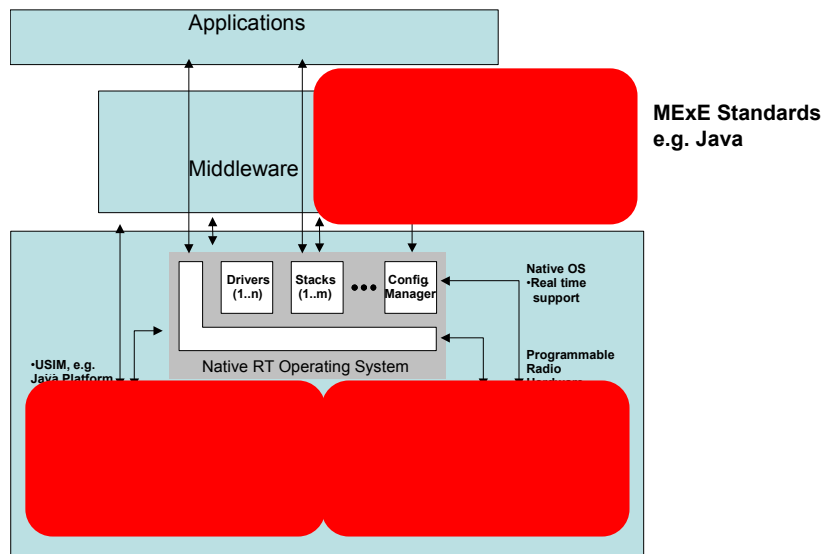 Applications
MExE Standards
e.g. Java
Middleware
Drivers
(1..n)
Stacks
(1..m)
Config.
Manager
Native OS
•Real time
support
Native RT Operating System
•USIM, e.g.
Java Platform
Programmable
Radio
Hardware